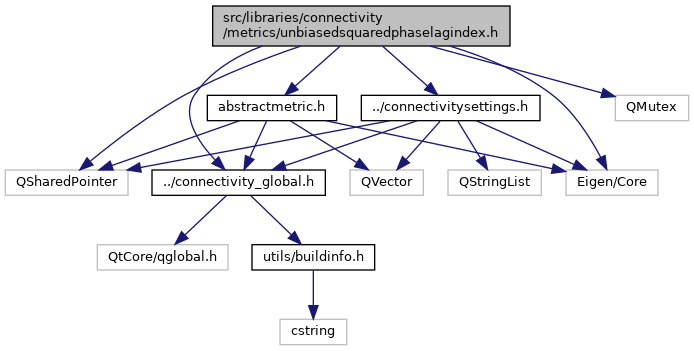 src/libraries/connectivity
/metrics/unbiasedsquaredphaselagindex.h
abstractmetric.h
../connectivitysettings.h
QMutex
QSharedPointer
../connectivity_global.h
QVector
QStringList
Eigen/Core
QtCore/qglobal.h
utils/buildinfo.h
cstring